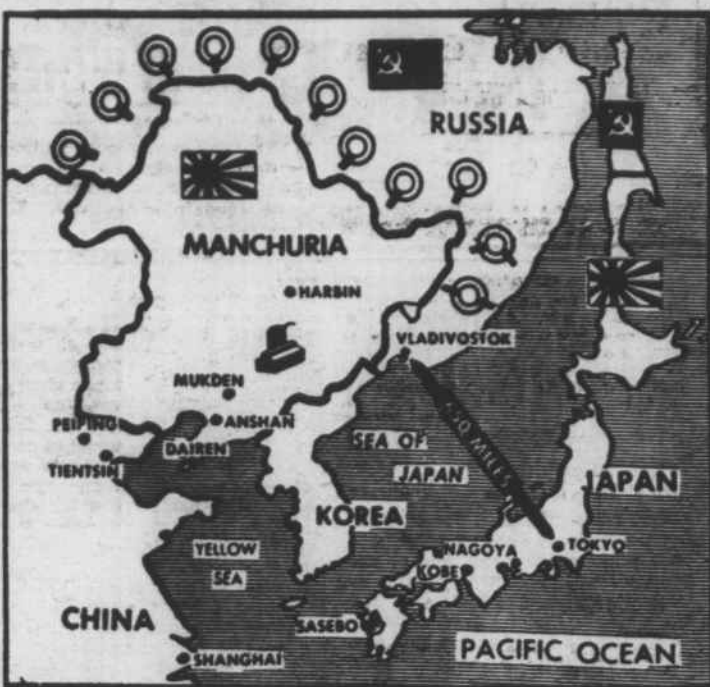 RUSSIA
MANCHURIA
HARBIN
VLADIVOSTOK
MUKDEN
PEIPING
ANSHAN
DAIREN
TIENTSIN
SEA OF
JAPAN
JAPAN
KOREA
MILES
YELLOW
SEA
NAGOYA
TOKYO
KOBE
CHINA
SASEBO
SHANGHAI
PACIFIC OCEAN